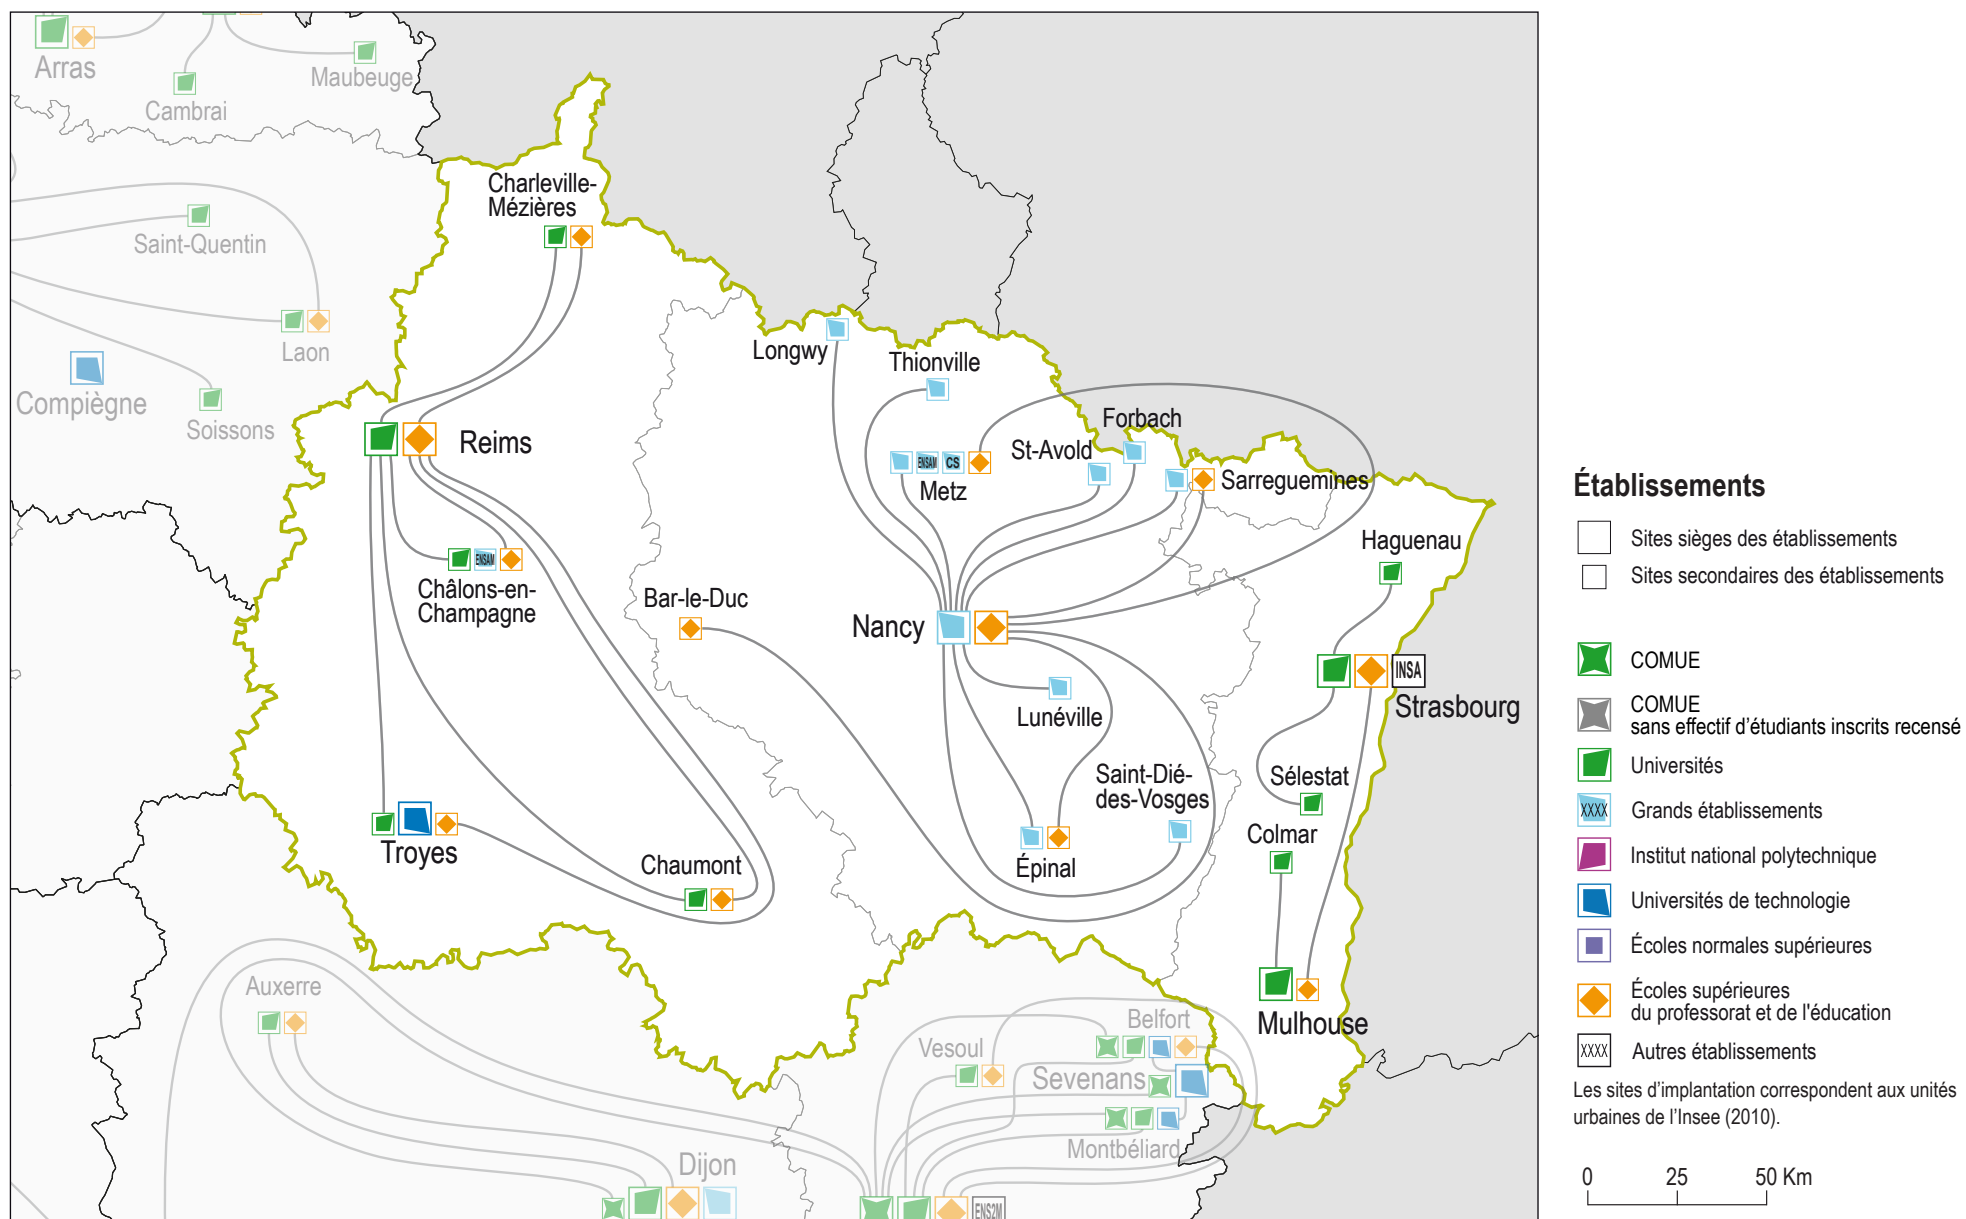 Arras
Cambrai
Maubeuge
Saint-Quentin
Laon
Compiègne
Soissons
Charleville-
Mézières
Longwy
Thionville
Forbach
St-Avold
Reims
ENSAM
CS
Metz
Sarreguemines
Haguenau
ENSAM
Châlons-en-
Champagne
Bar-le-Duc
Nancy
INSA
Strasbourg
Lunéville
Saint-Dié-
des-Vosges
Sélestat
Colmar
Troyes
Chaumont
Épinal
Mulhouse
Auxerre
Vesoul
Belfort
Sevenans
Montbéliard
Dijon
ENS2M
Établissements
Sites sièges des établissements
Sites secondaires des établissements
COMUE
COMUE
sans effectif d'étudiants inscrits recensé
Universités
XXXX
Grands établissements
Institut national polytechnique
Universités de technologie
Écoles normales supérieures
Écoles supérieures
du professorat et de l'éducation
XXXX
Autres établissements
Les sites d'implantation correspondent aux unités
urbaines de l'Insee (2010).
0 25 50 Km